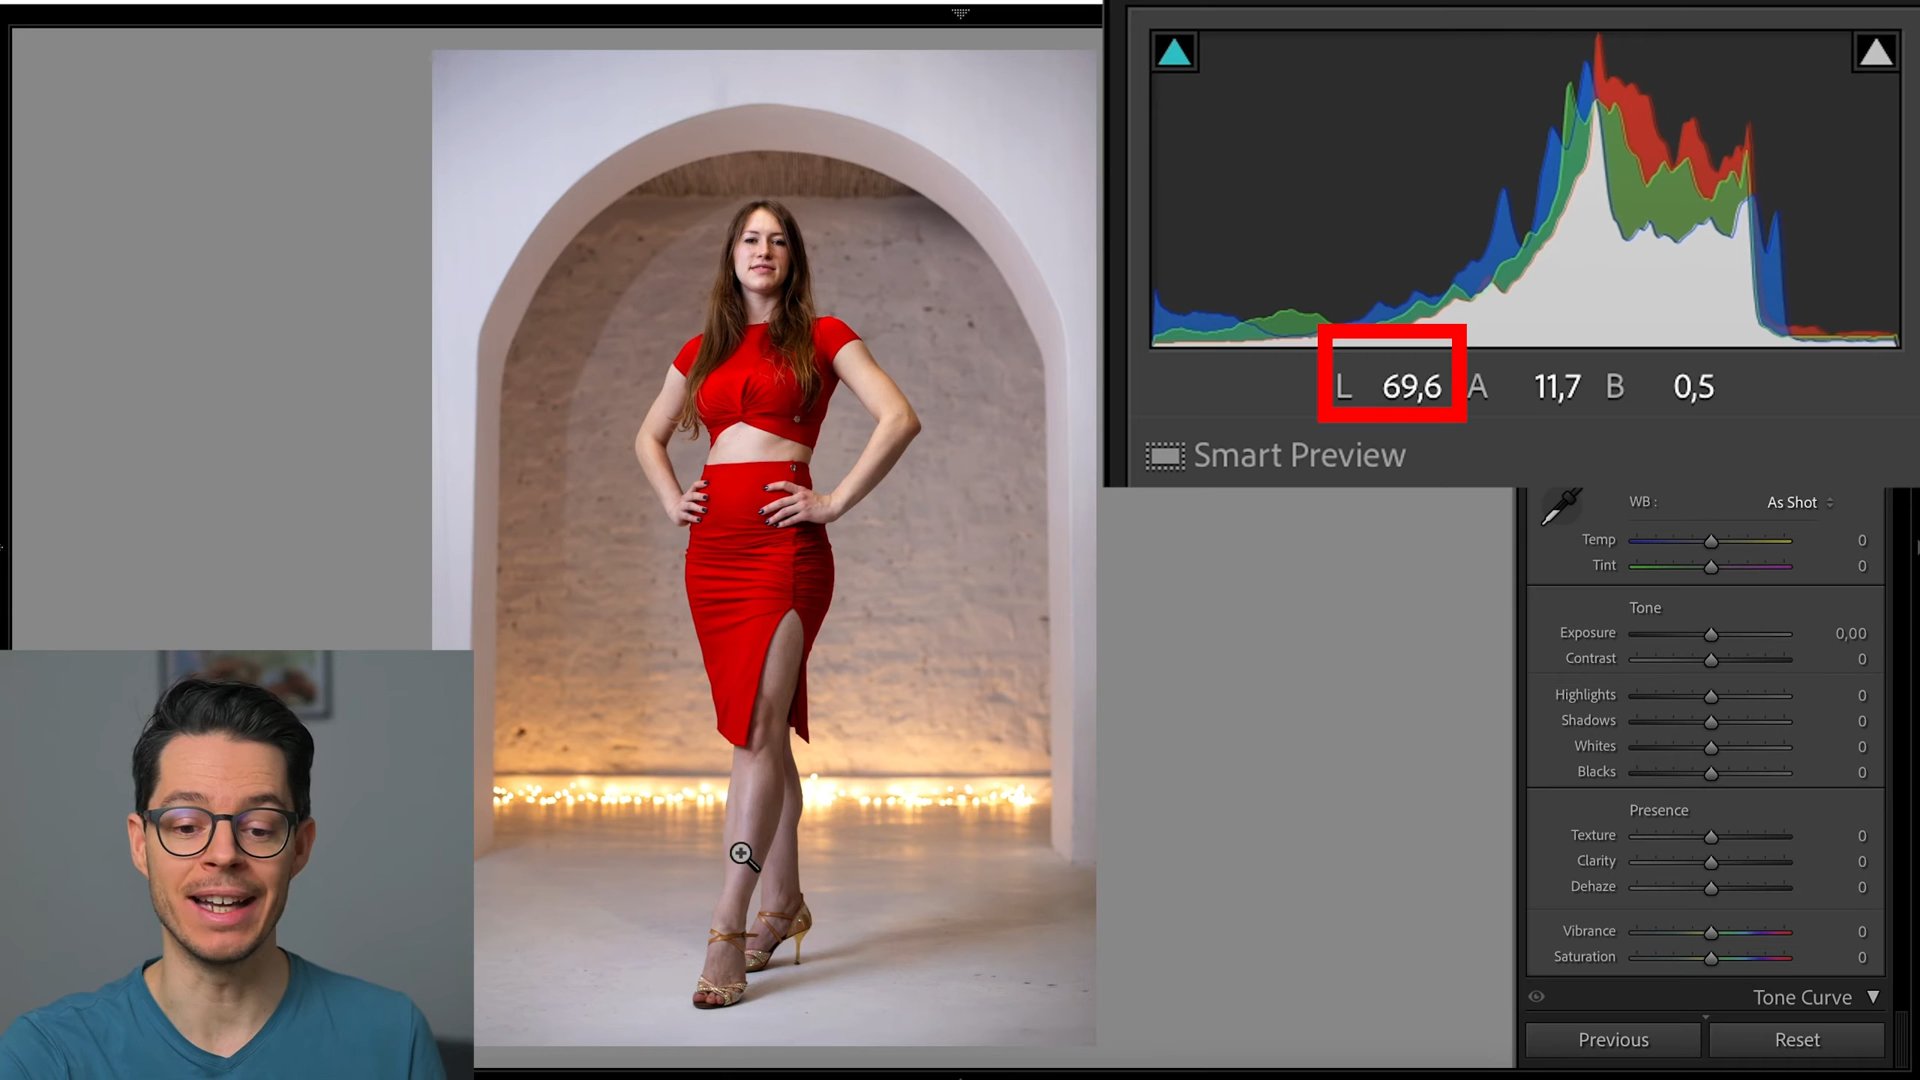 L 69,6 A 11,7 B 0,5
Smart Preview
WB : As Shot
Temp 0
Tint 0
Tone
Exposure 0,00
Contrast 0
Highlights 0
Shadows 0
Whites 0
Blacks 0
Presence
Texture 0
Clarity 0
Dehaze 0
Vibrance 0
Saturation 0
Tone Curve
Previous Reset